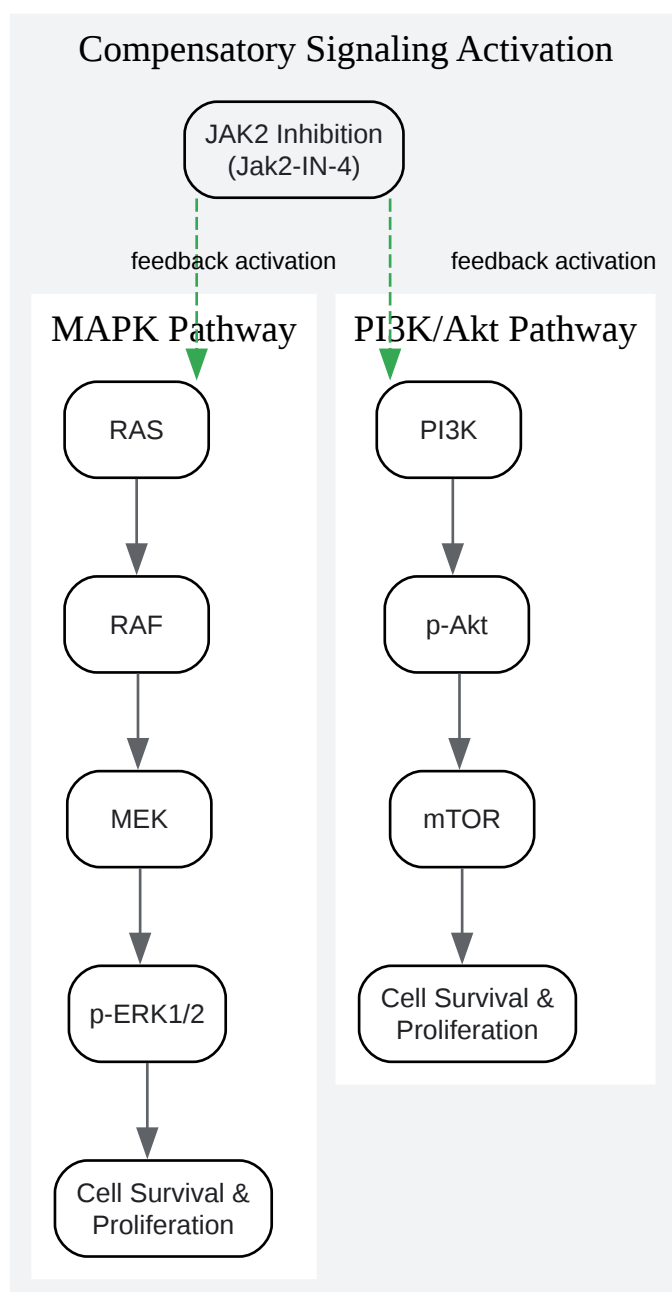 Compensatory Signaling Activation
JAK2 Inhibition
(Jak2-IN-4)
feedback activation
feedback activation
MAPK Pathway
RAS
RAF
MEK
p-ERK1/2
Cell Survival &
Proliferation
PI3K/Akt Pathway
PI3K
p-Akt
mTOR
Cell Survival &
Proliferation